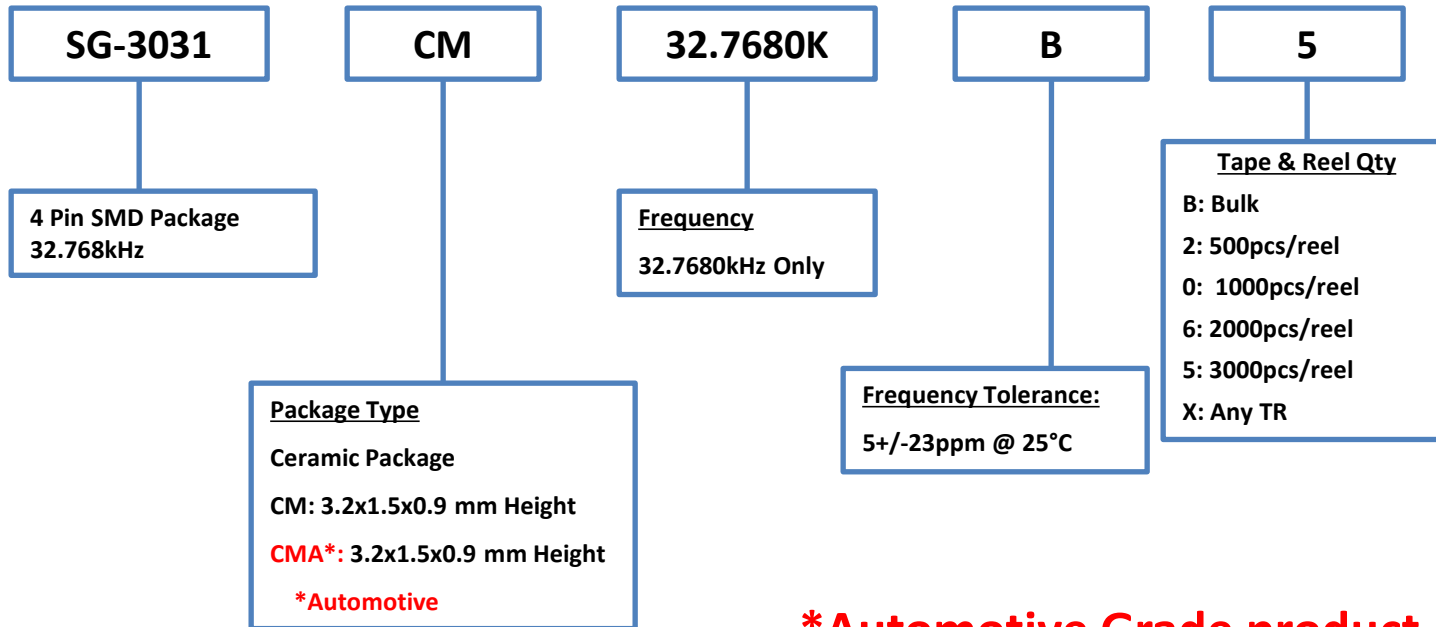 SG-3031
CM
32.7680K
B
5
4 Pin SMD Package
32.768kHz
Package Type
Ceramic Package
CM: 3.2x1.5x0.9 mm Height
CMA*: 3.2x1.5x0.9 mm Height
*Automotive
Frequency
32.7680kHz Only
Frequency Tolerance:
5+/-23ppm @ 25°C
Tape & Reel Qty
B: Bulk
2: 500pcs/reel
0: 1000pcs/reel
6: 2000pcs/reel
5: 3000pcs/reel
X: Any TR
*Automotive Grade product